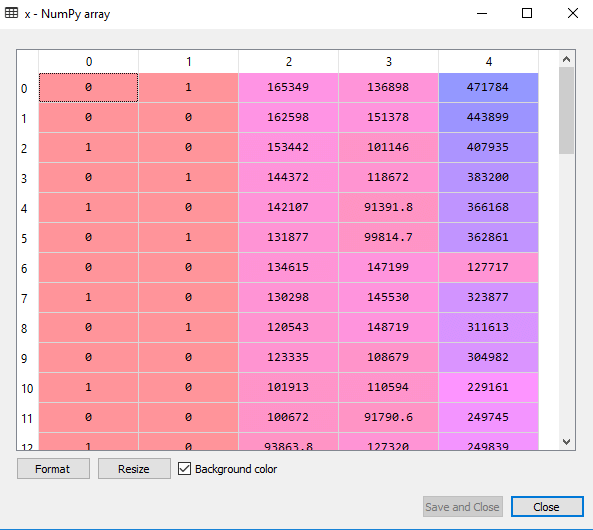 x - NumPy array
0 1 2 3 4
0 0 1 165349 136898 471784
1 0 0 162598 151378 443899
2 1 0 153442 101146 407935
3 0 1 144372 118672 383200
4 1 0 142107 91391.8 366168
5 0 1 131877 99814.7 362861
6 0 0 134615 147199 127717
7 1 0 130298 145530 323877
8 0 1 120543 148719 311613
9 0 0 123335 108679 304982
10 1 0 101913 110594 229161
11 0 0 100672 91790.6 249745
12 1 0 93863.8 127320 249839
Format Resize Background color
Save and Close Close